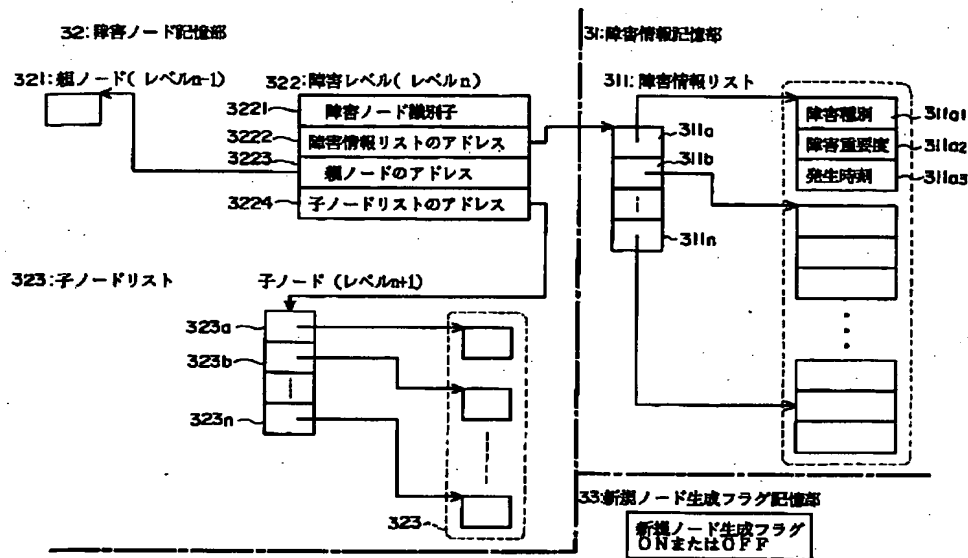 32:障害ノード記憶部
321:親ノード(レベルn-1)
322:障害レベル(レベルn)
3221
障害ノード識別子
3222
障害情報リストのアドレス
3223
親ノードのアドレス
3224
子ノードリストのアドレス
323:子ノードリスト
子ノード(レベルn+1)
323a
323b
323n
323
31:障害情報記憶部
311:障害情報リスト
311a
311b
311n
障害種別
311a1
障害重要度
311a2
発生時刻
311a3
33:新規ノード生成フラグ記憶部
新規ノード生成フラグ
ONまたはOFF